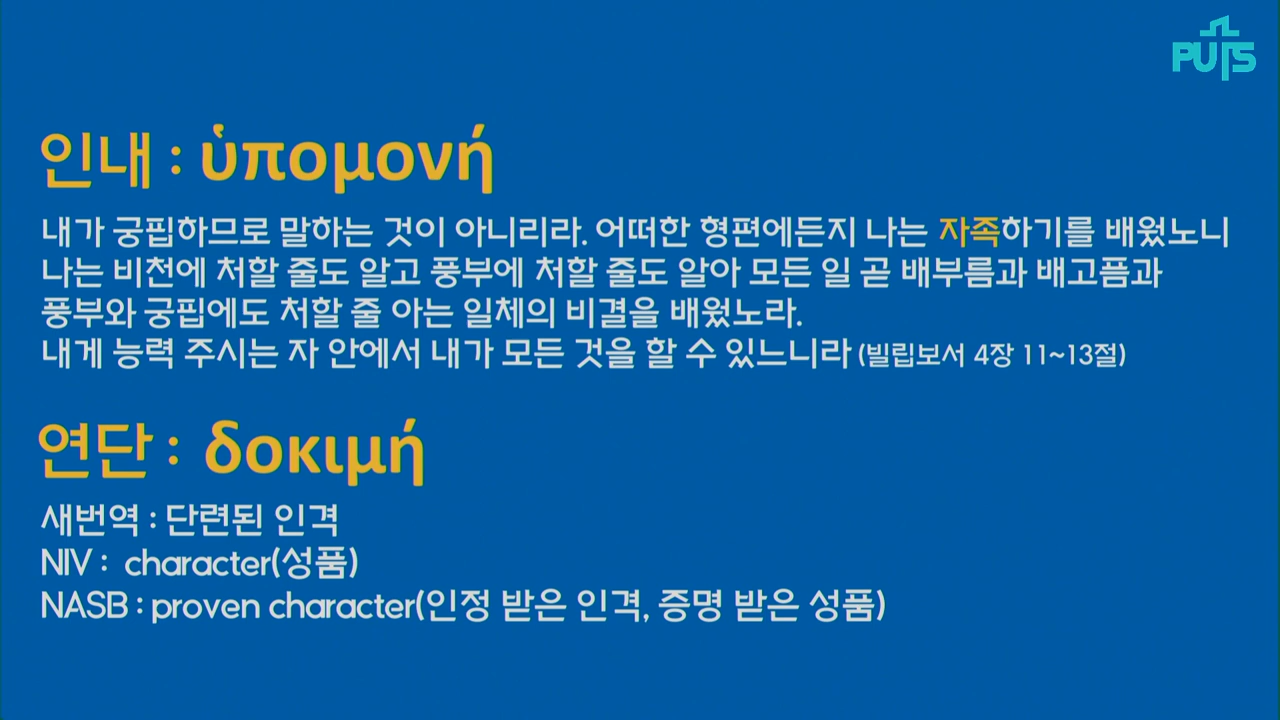 PUTS
인내 : ὑπομονή
내가 궁핍하므로 말하는 것이 아니리라. 어떠한 형편에든지 나는 자족하기를 배웠노니
나는 비천에 처할 줄도 알고 풍부에 처할 줄도 알아 모든 일 곧 배부름과 배고픔과
풍부와 궁핍에도 처할 줄 아는 일체의 비결을 배웠노라.
내게 능력 주시는 자 안에서 내가 모든 것을 할 수 있느니라 (빌립보서 4장 11~13절)
연단 : δοκιμή
새번역 : 단련된 인격
NIV : character(성품)
NASB : proven character(인정 받은 인격, 증명 받은 성품)